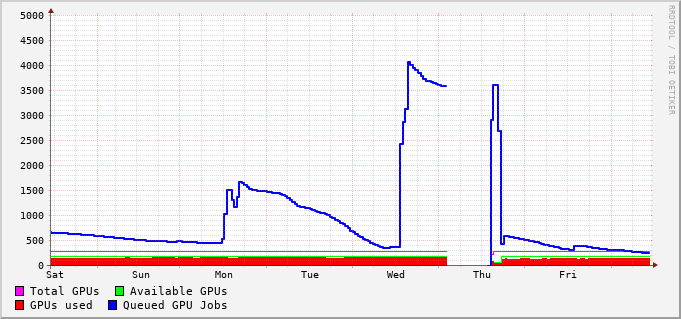 5000
4500
4000
3500
3000
2500
2000
1500
1000
500
0
Sat Sun Mon Tue Wed Thu Fri
RRDTOOL / TOBI OETIKER
Total GPUs Available GPUs
GPUs used Queued GPU Jobs